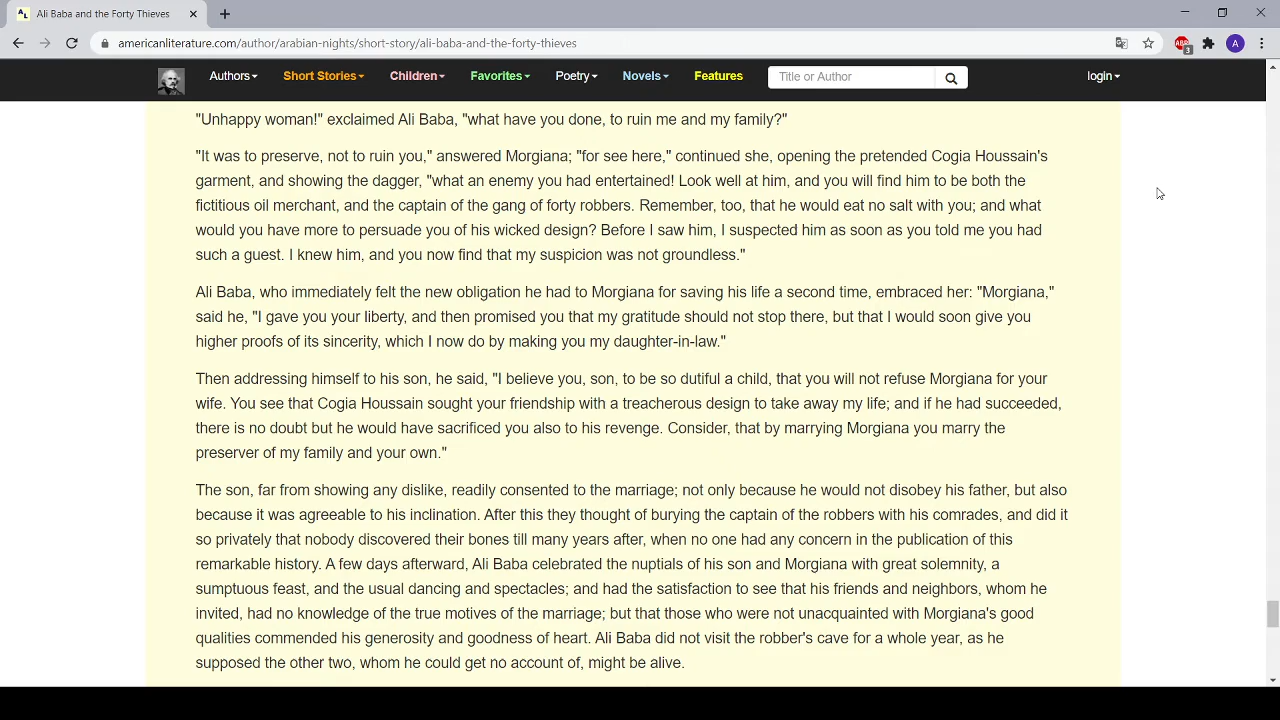 Ali Baba and the Forty Thieves
americanliterature.com/author/arabian-nights/short-story/ali-baba-and-the-forty-thieves
ABP
3
A
Authors Short Stories Children Favorites Poetry Novels Features Title or Author login
"Unhappy woman!" exclaimed Ali Baba, "what have you done, to ruin me and my family?"
"It was to preserve, not to ruin you," answered Morgiana; "for see here," continued she, opening the pretended Cogia Houssain's
garment, and showing the dagger, "what an enemy you had entertained! Look well at him, and you will find him to be both the
fictitious oil merchant, and the captain of the gang of forty robbers. Remember, too, that he would eat no salt with you; and what
would you have more to persuade you of his wicked design? Before I saw him, I suspected him as soon as you told me you had
such a guest. I knew him, and you now find that my suspicion was not groundless."
Ali Baba, who immediately felt the new obligation he had to Morgiana for saving his life a second time, embraced her: "Morgiana,"
said he, "I gave you your liberty, and then promised you that my gratitude should not stop there, but that I would soon give you
higher proofs of its sincerity, which I now do by making you my daughter-in-law."
Then addressing himself to his son, he said, "I believe you, son, to be so dutiful a child, that you will not refuse Morgiana for your
wife. You see that Cogia Houssain sought your friendship with a treacherous design to take away my life; and if he had succeeded,
there is no doubt but he would have sacrificed you also to his revenge. Consider, that by marrying Morgiana you marry the
preserver of my family and your own."
The son, far from showing any dislike, readily consented to the marriage; not only because he would not disobey his father, but also
because it was agreeable to his inclination. After this they thought of burying the captain of the robbers with his comrades, and did it
so privately that nobody discovered their bones till many years after, when no one had any concern in the publication of this
remarkable history. A few days afterward, Ali Baba celebrated the nuptials of his son and Morgiana with great solemnity, a
sumptuous feast, and the usual dancing and spectacles; and had the satisfaction to see that his friends and neighbors, whom he
invited, had no knowledge of the true motives of the marriage; but that those who were not unacquainted with Morgiana's good
qualities commended his generosity and goodness of heart. Ali Baba did not visit the robber's cave for a whole year, as he
supposed the other two, whom he could get no account of, might be alive.